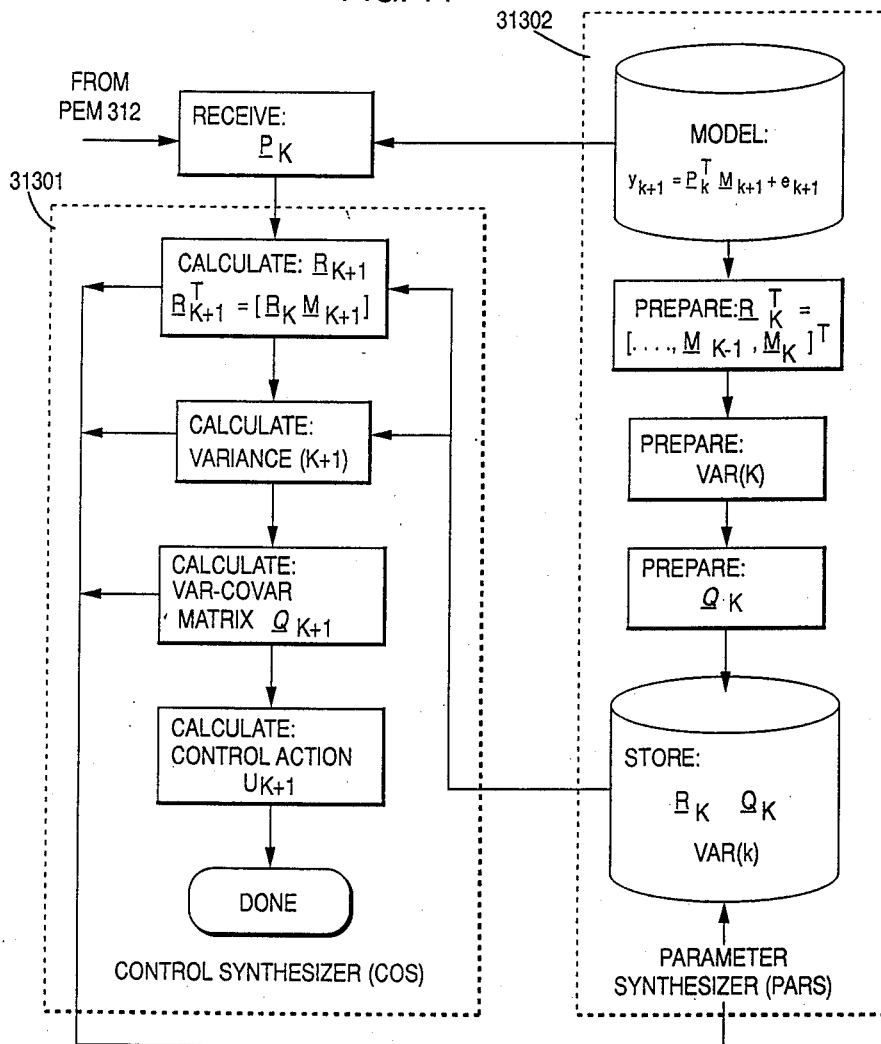 31302
FROM
PEM 312
RECEIVE:
P K
MODEL:
y k+1 = P k T M k+1 + e k+1
31301
CALCULATE: R K+1
R K+1 T = [ R K M K+1 ]
PREPARE: R K T =
[ . . . . , M K-1 , M K ] T
CALCULATE:
VARIANCE (K+1)
PREPARE:
VAR(K)
CALCULATE:
VAR-COVAR
MATRIX Q K+1
PREPARE:
Q K
CALCULATE:
CONTROL ACTION
U K+1
STORE:
R K Q K
VAR(k)
DONE
CONTROL SYNTHESIZER (COS)
PARAMETER
SYNTHESIZER (PARS)